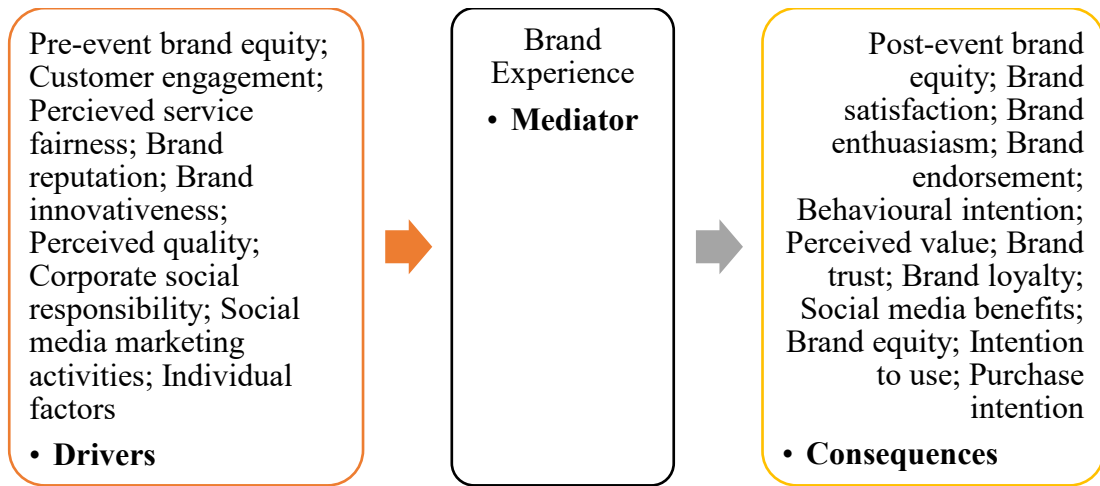 Pre-event brand equity;
Customer engagement;
Percieved service
fairness; Brand
reputation; Brand
innovativeness;
Perceived quality;
Corporate social
responsibility; Social
media marketing
activities; Individual
factors
• Drivers
Brand
Experience
• Mediator
Post-event brand
equity; Brand
satisfaction; Brand
enthuasiasm; Brand
endorsement;
Behavioural intention;
Perceived value; Brand
trust; Brand loyalty;
Social media benefits;
Brand equity; Intention
to use; Purchase
intention
• Consequences